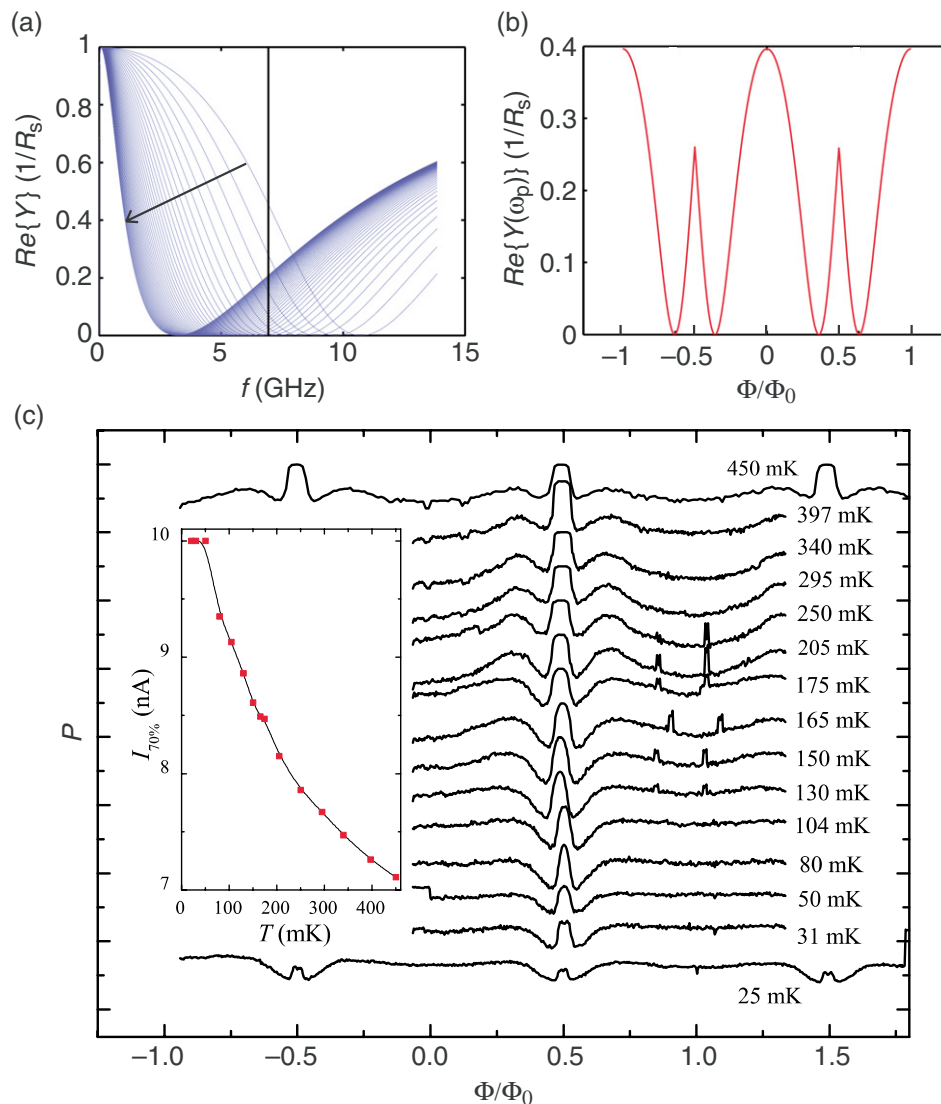 (a)
Re{Y} (1/Rs)
1
0.8
0.6
0.4
0.2
0
0 5 10 15
f (GHz)
(b)
Re{Y(ωp)} (1/Rs)
0.4
0.3
0.2
0.1
0
−1 −0.5 0 0.5 1
Φ/Φ0
(c)
P
450 mK
397 mK
340 mK
295 mK
250 mK
205 mK
175 mK
165 mK
150 mK
130 mK
104 mK
80 mK
50 mK
31 mK
25 mK
I70% (nA)
10
9
8
7
0 100 200 300 400
T (mK)
−1.0 −0.5 0.0 0.5 1.0 1.5
Φ/Φ0